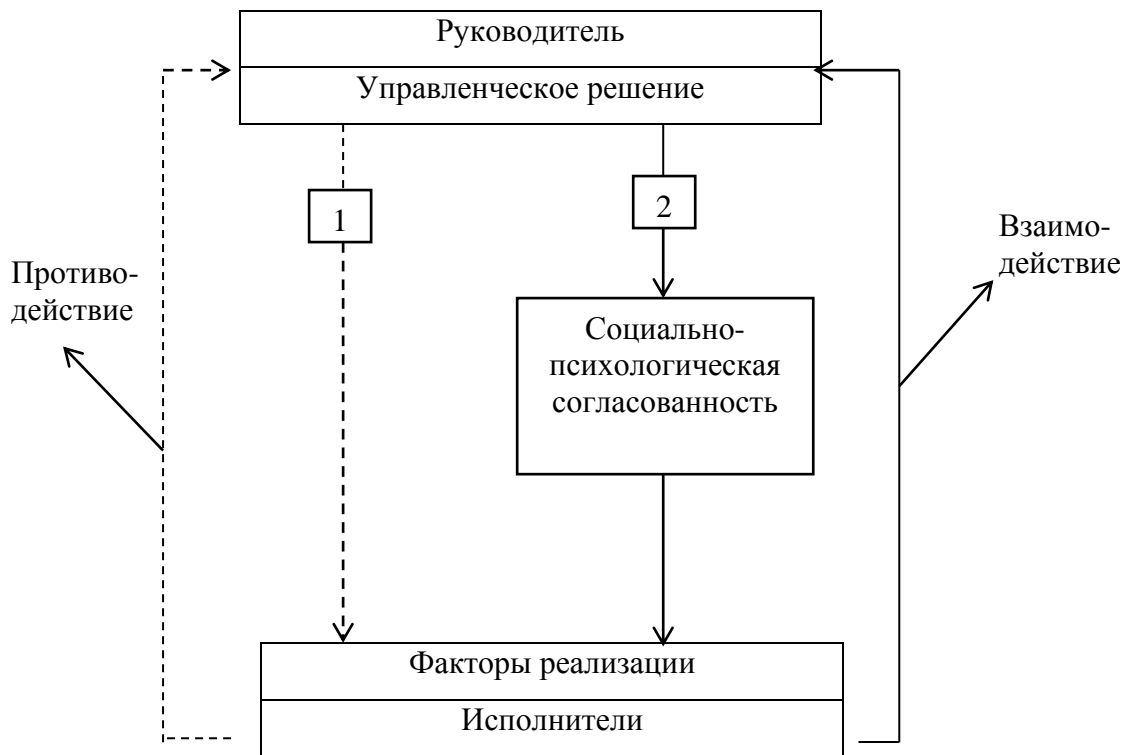 Руководитель
Управленческое решение
1
2
Противо-
действие
Взаимо-
действие
Социально-
психологическая
согласованность
Факторы реализации
Исполнители